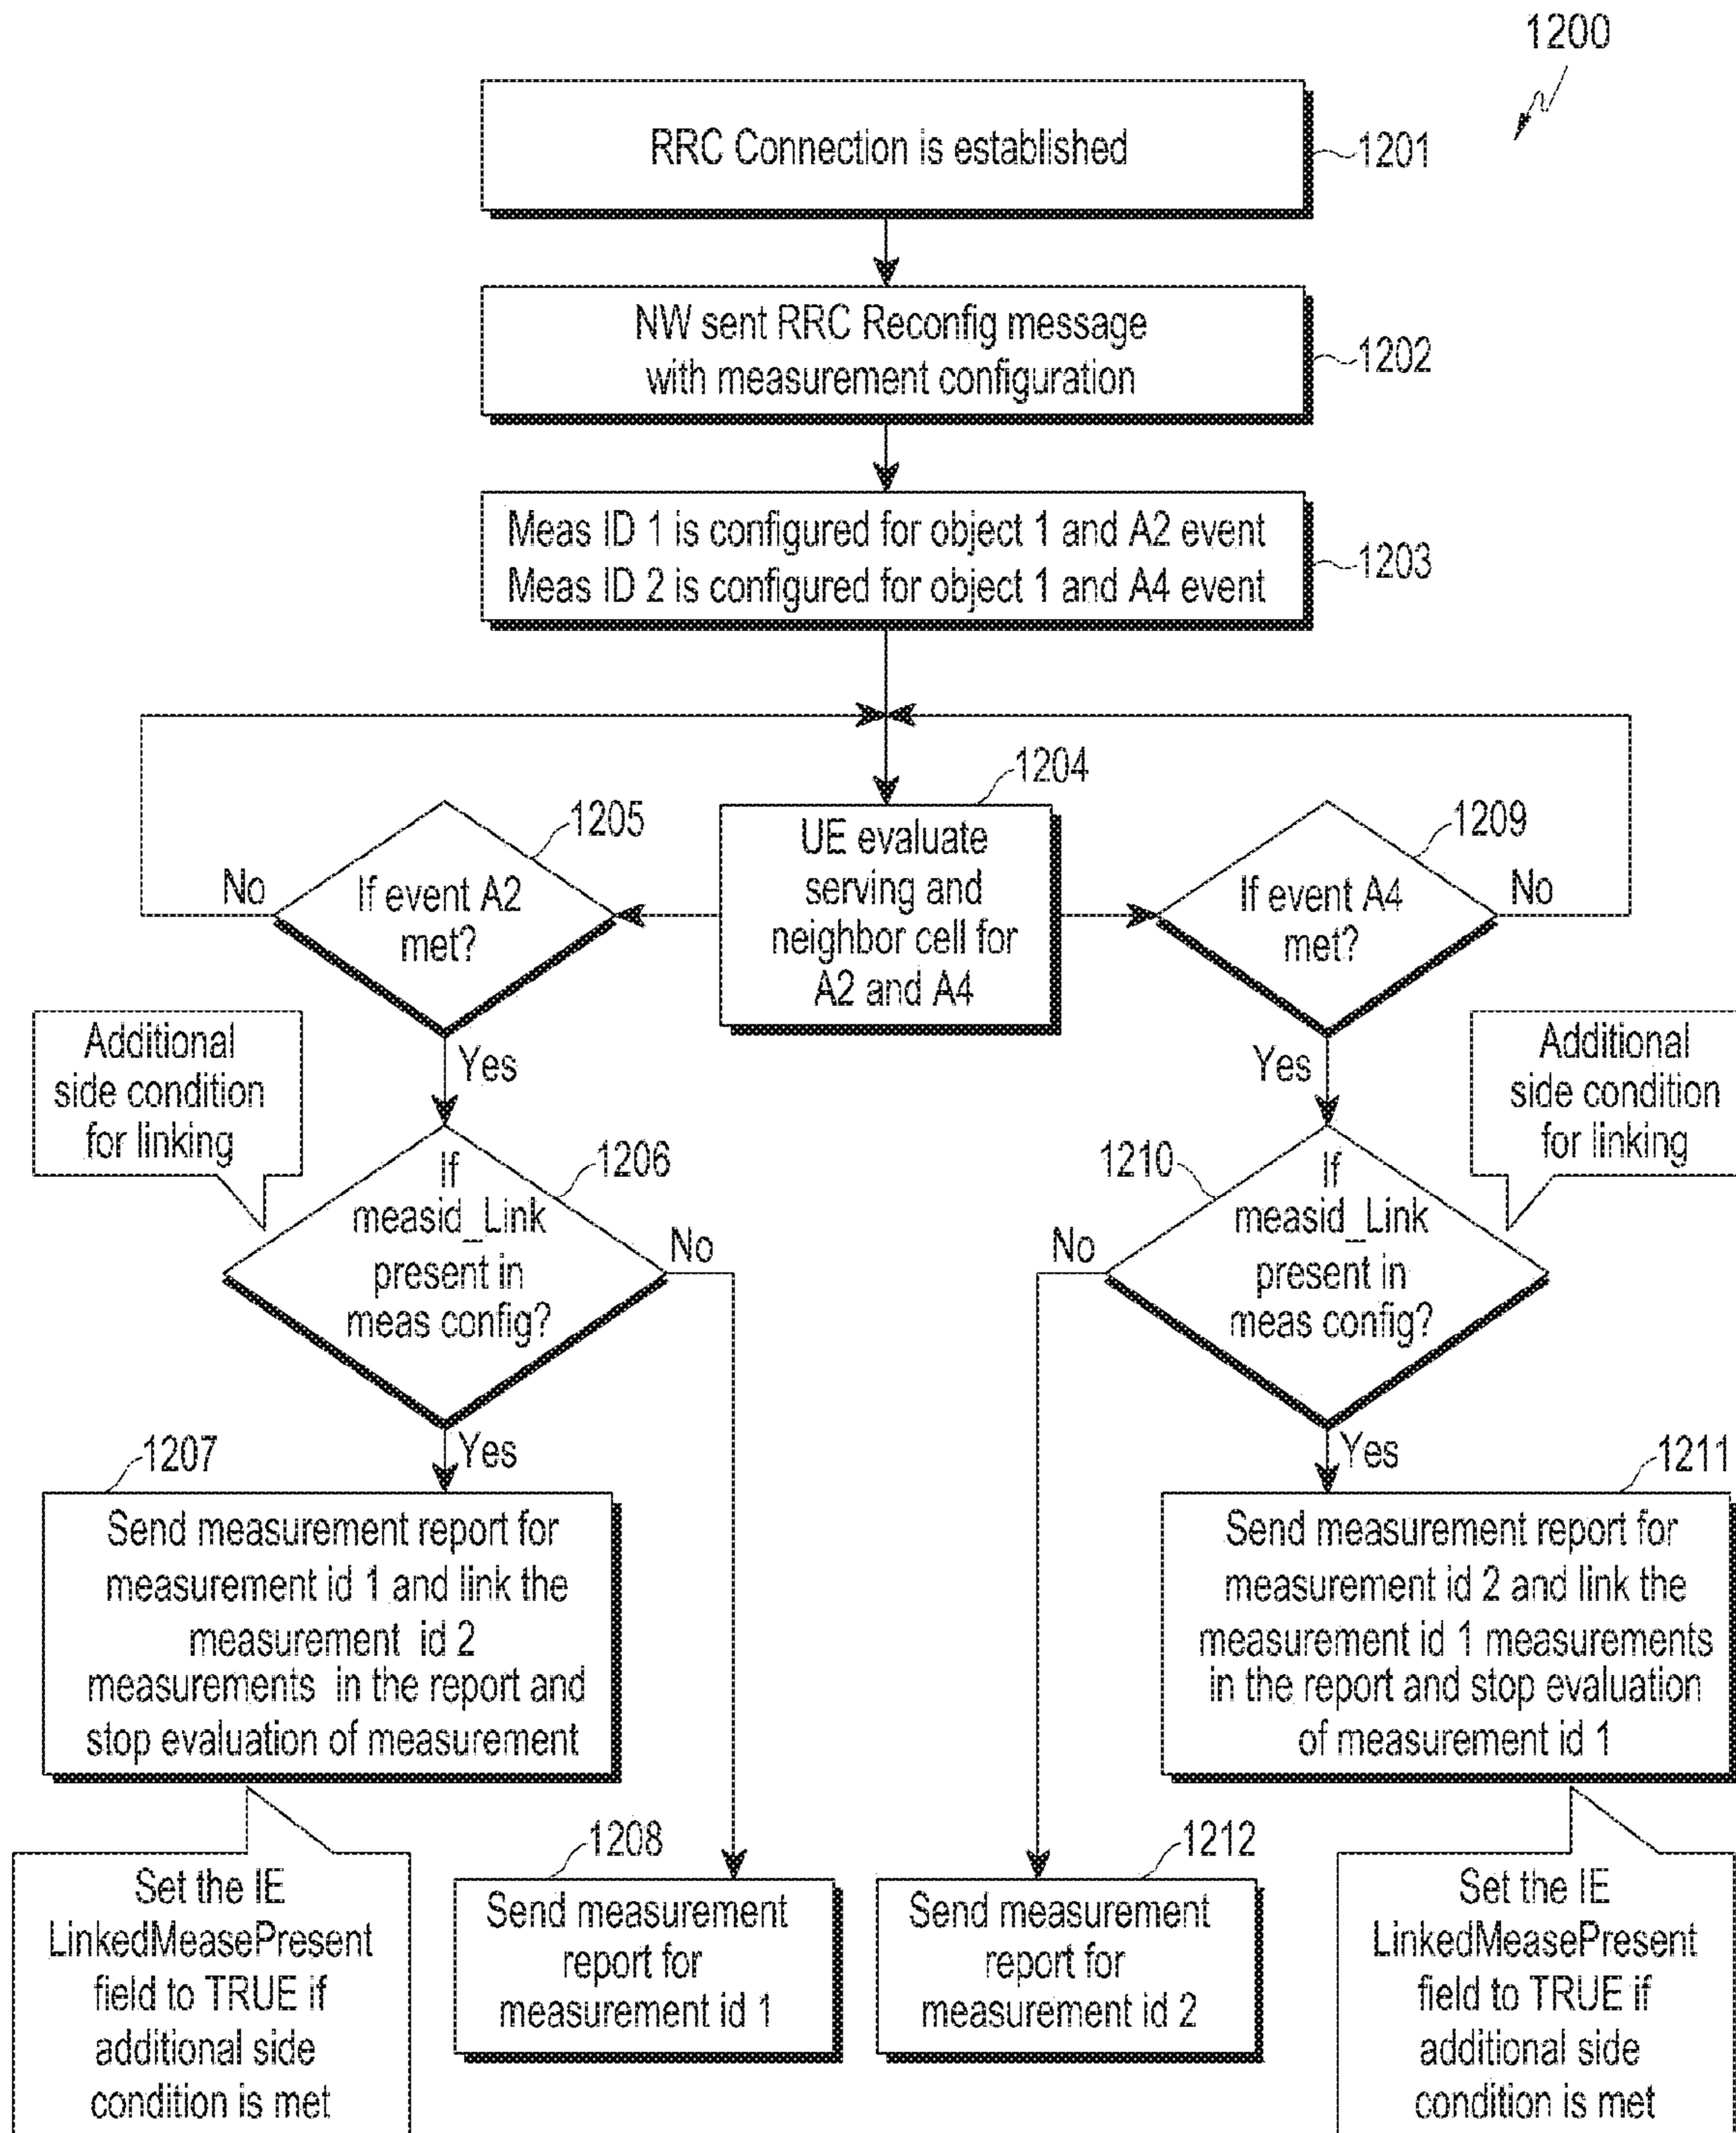 1200
RRC Connection is established
1201
NW sent RRC Reconfig message
with measurement configuration
1202
Meas ID 1 is configured for object 1 and A2 event
Meas ID 2 is configured for object 1 and A4 event
1203
1204
UE evaluate
serving and
neighbor cell for
A2 and A4
1205
If event A2
met?
No
Yes
1209
If event A4
met?
No
Yes
Additional
side condition
for linking
1206
If
measid_Link
present in
meas config?
No
Yes
Additional
side condition
for linking
1210
If
measid_Link
present in
meas config?
No
Yes
1207
Send measurement report for
measurement id 1 and link the
measurement id 2
measurements in the report and
stop evaluation of measurement
1211
Send measurement report for
measurement id 2 and link the
measurement id 1 measurements
in the report and stop evaluation
of measurement id 1
Set the IE
LinkedMeasePresent
field to TRUE if
additional side
condition is met
1208
Send measurement
report for
measurement id 1
1212
Send measurement
report for
measurement id 2
Set the IE
LinkedMeasePresent
field to TRUE if
additional side
condition is met